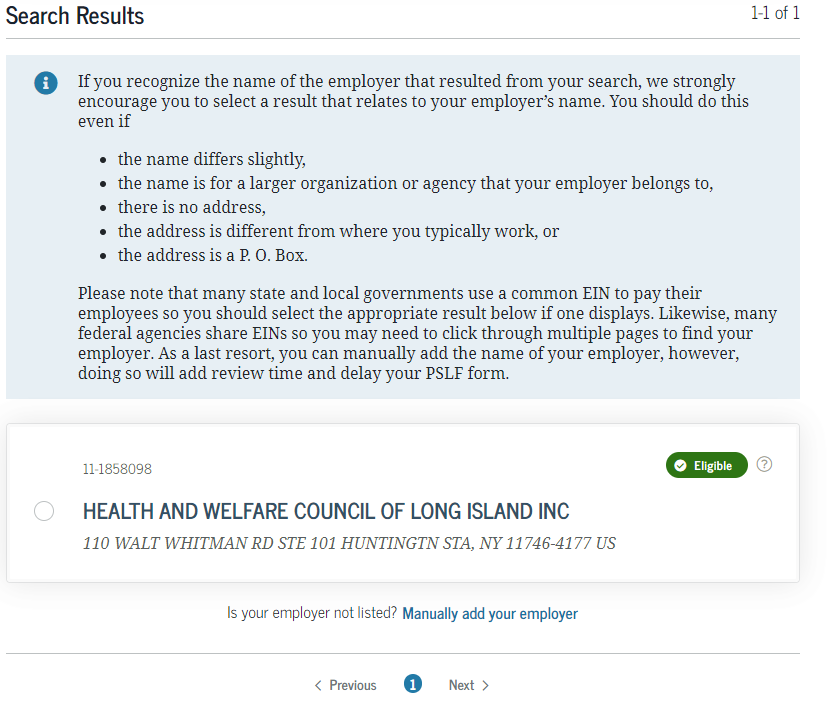 Search Results
1-1 of 1
If you recognize the name of the employer that resulted from your search, we strongly
encourage you to select a result that relates to your employer's name. You should do this
even if
• the name differs slightly,
• the name is for a larger organization or agency that your employer belongs to,
• there is no address,
• the address is different from where you typically work, or
• the address is a P. O. Box.
Please note that many state and local governments use a common EIN to pay their
employees so you should select the appropriate result below if one displays. Likewise, many
federal agencies share EINs so you may need to click through multiple pages to find your
employer. As a last resort, you can manually add the name of your employer, however,
doing so will add review time and delay your PSLF form.
11-1858098
Eligible
HEALTH AND WELFARE COUNCIL OF LONG ISLAND INC
110 WALT WHITMAN RD STE 101 HUNTINGTN STA, NY 11746-4177 US
Is your employer not listed? Manually add your employer
< Previous 1 Next >